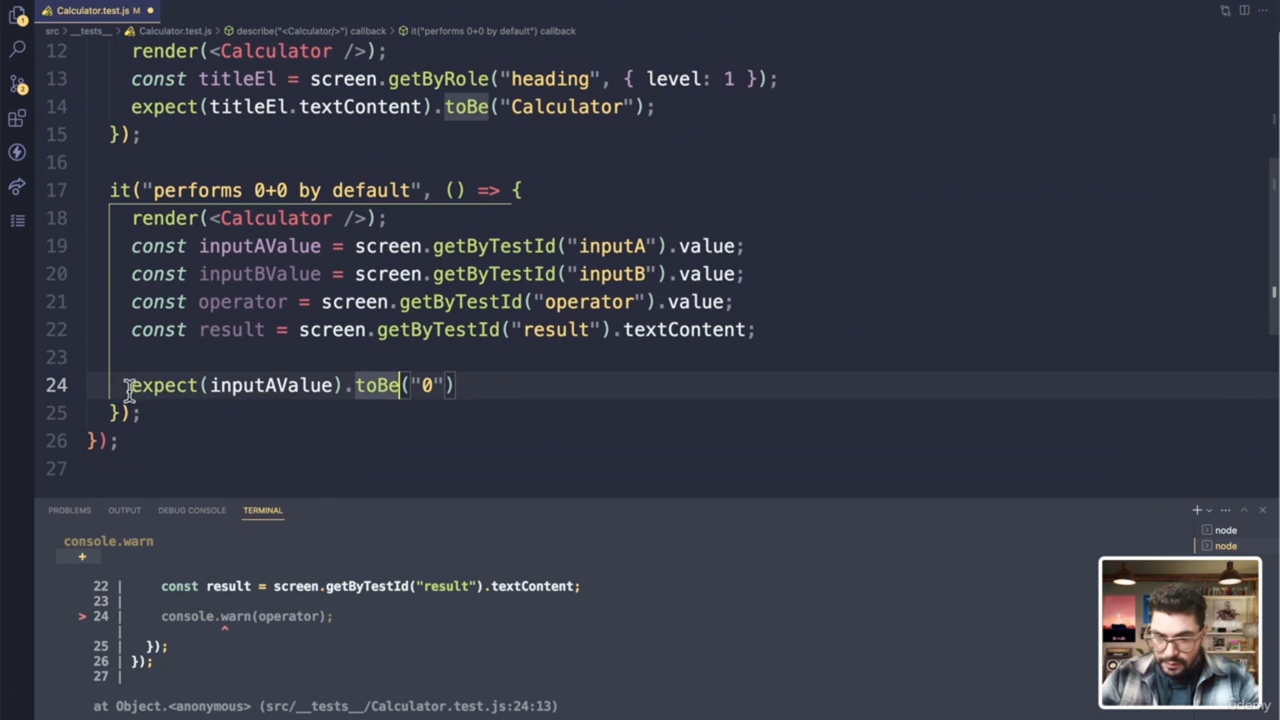 Calculator.test.js M
src > __tests__ > Calculator.test.js > describe("<Calculator/>") callback > it("performs 0+0 by default") callback
12 render(<Calculator />);
13 const titleEl = screen.getByRole("heading", { level: 1 });
14 expect(titleEl.textContent).toBe("Calculator");
15 });
16
17 it("performs 0+0 by default", () => {
18 render(<Calculator />);
19 const inputAValue = screen.getByTestId("inputA").value;
20 const inputBValue = screen.getByTestId("inputB").value;
21 const operator = screen.getByTestId("operator").value;
22 const result = screen.getByTestId("result").textContent;
23
24 expect(inputAValue).toBe("0")
25 });
26 });
27
1
2
PROBLEMS OUTPUT DEBUG CONSOLE TERMINAL
node
node
console.warn
+
22 | const result = screen.getByTestId("result").textContent;
23 |
> 24 | console.warn(operator);
| ^
25 | });
26 | });
27 |
at Object.<anonymous> (src/__tests__/Calculator.test.js:24:13)
udemy